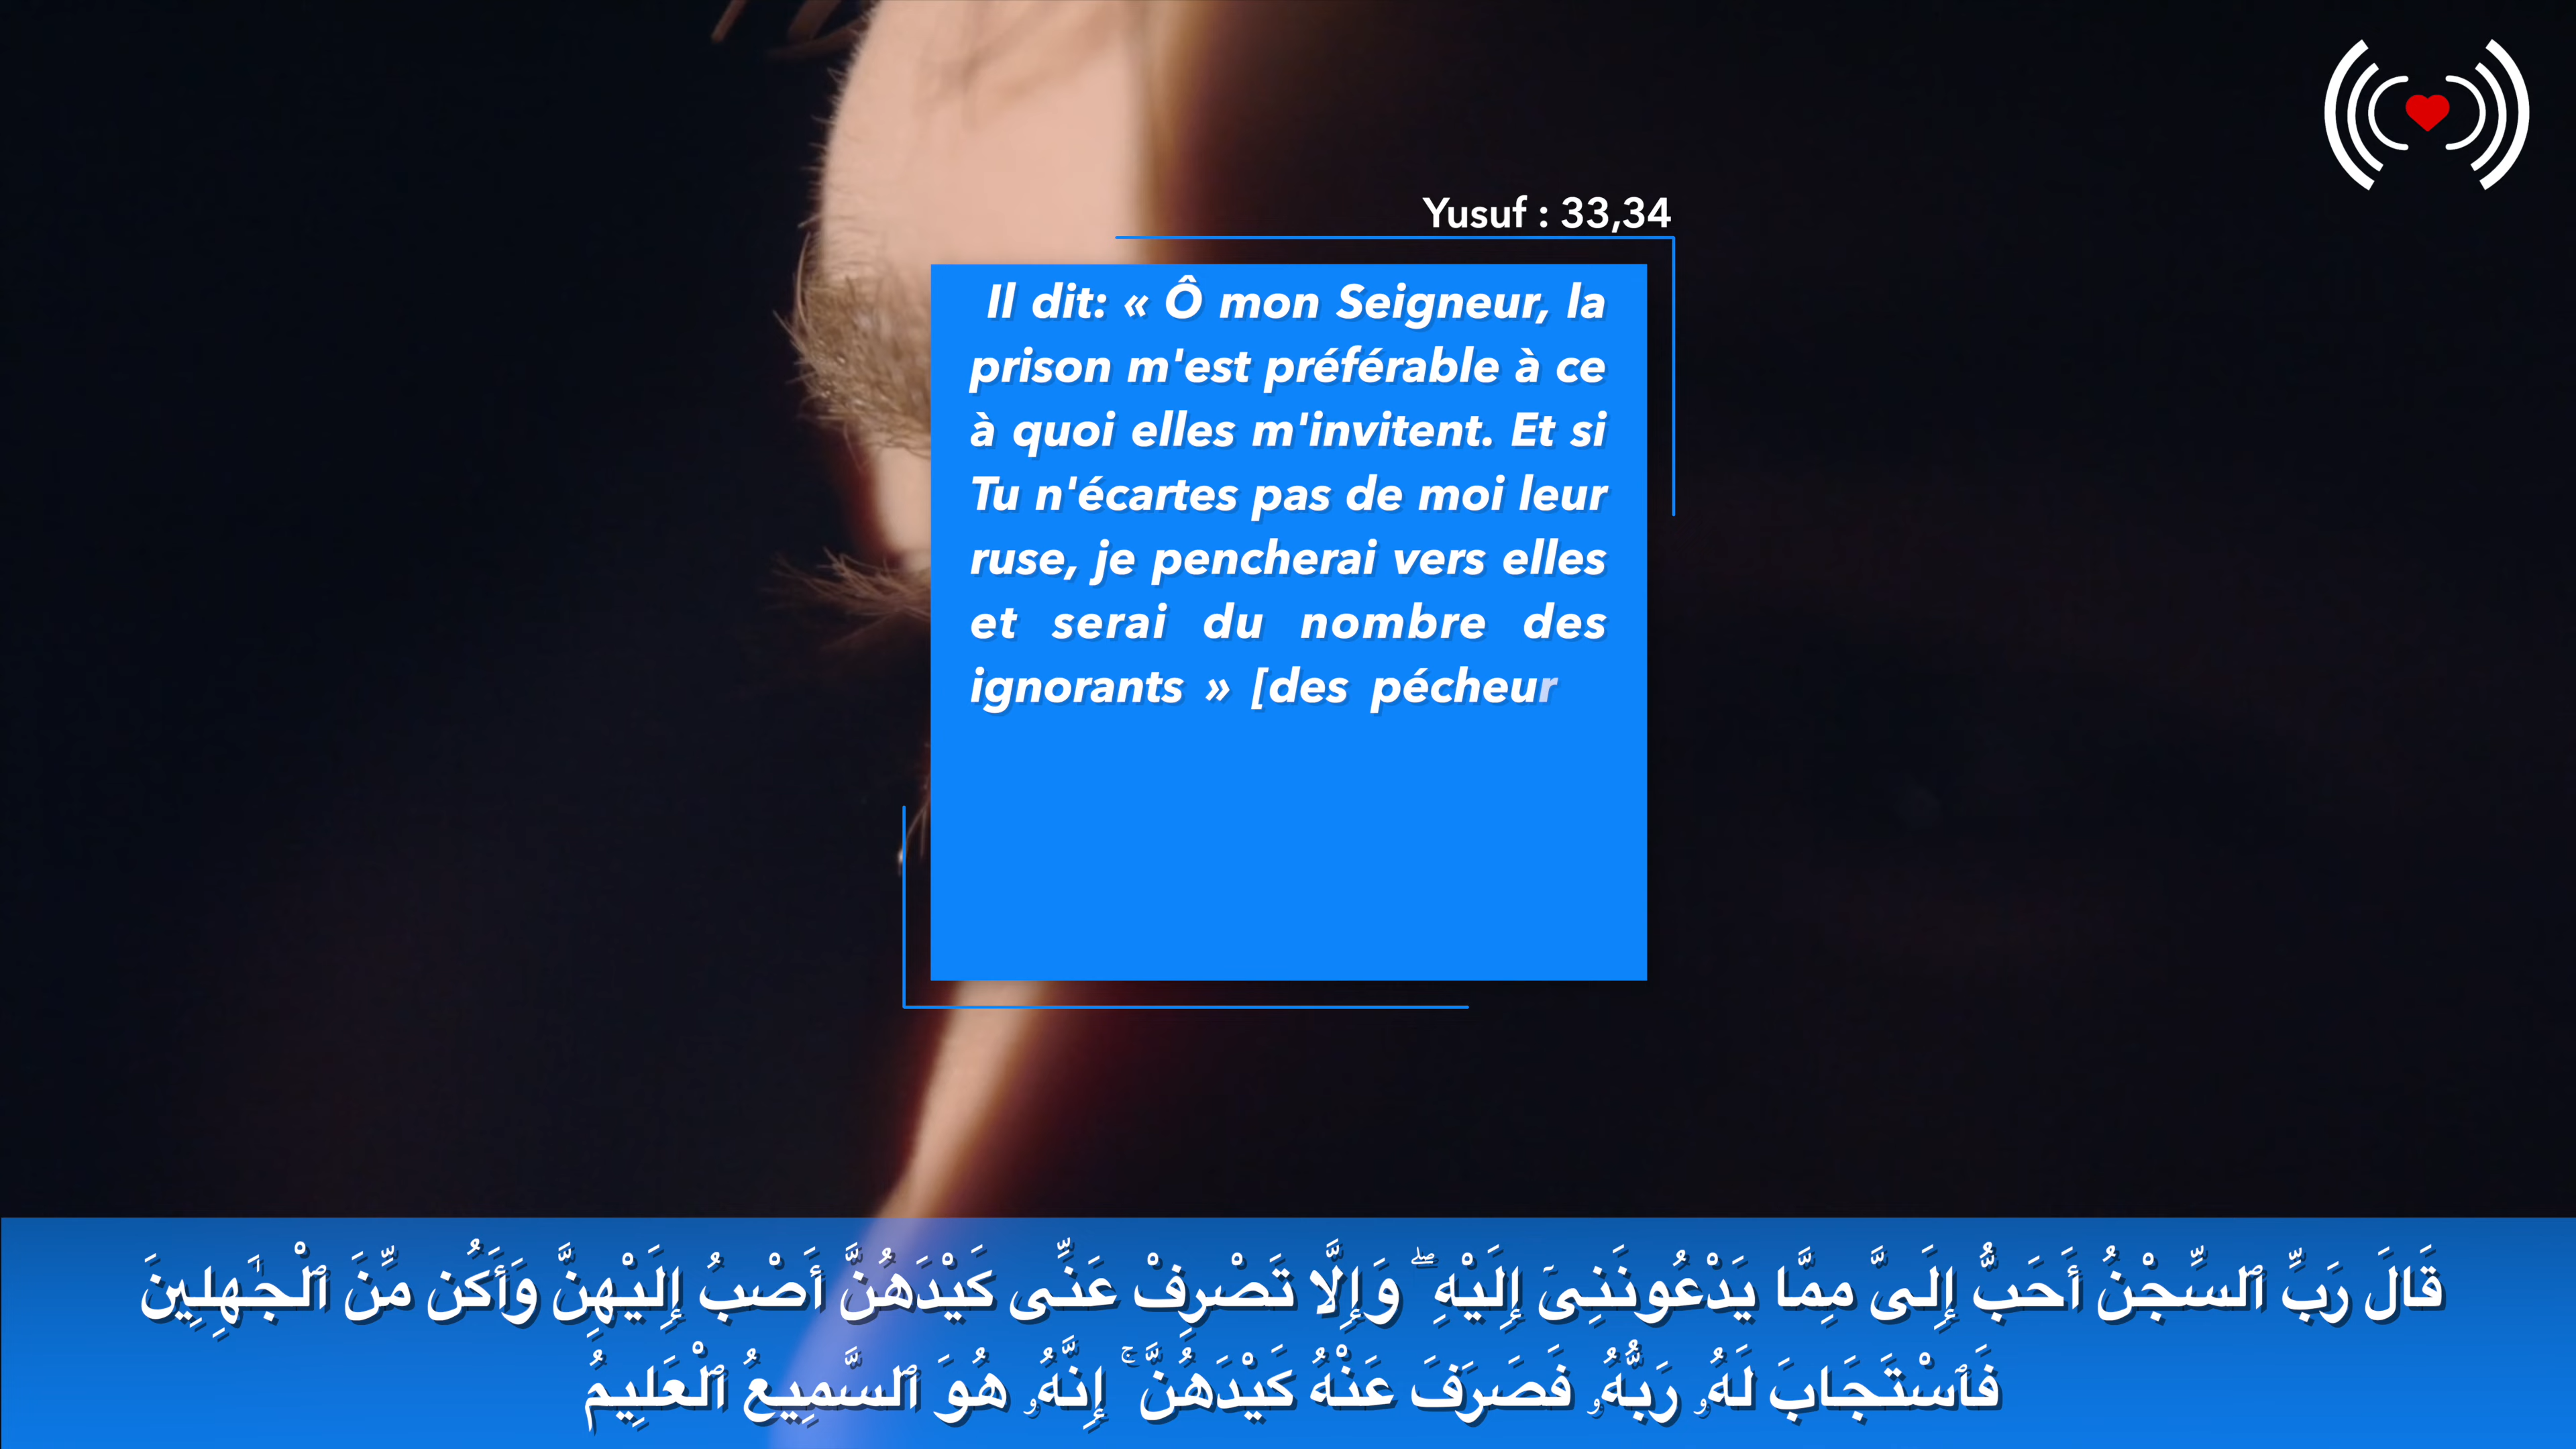 Yusuf : 33,34
Il dit: « Ô mon Seigneur, la
prison m'est préférable à ce
à quoi elles m'invitent. Et si
Tu n'écartes pas de moi leur
ruse, je pencherai vers elles
et serai du nombre des
ignorants » [des pécheur
قَالَ رَبِّ ٱلسِّجْنُ أَحَبُّ إِلَىَّ مِمَّا يَدْعُونَنِىٓ إِلَيْهِ ۖ وَإِلَّا تَصْرِفْ عَنِّى كَيْدَهُنَّ أَصْبُ إِلَيْهِنَّ وَأَكُن مِّنَ ٱلْجَٰهِلِينَ
فَٱسْتَجَابَ لَهُۥ رَبُّهُۥ فَصَرَفَ عَنْهُ كَيْدَهُنَّ ۚ إِنَّهُۥ هُوَ ٱلسَّمِيعُ ٱلْعَلِيمُ